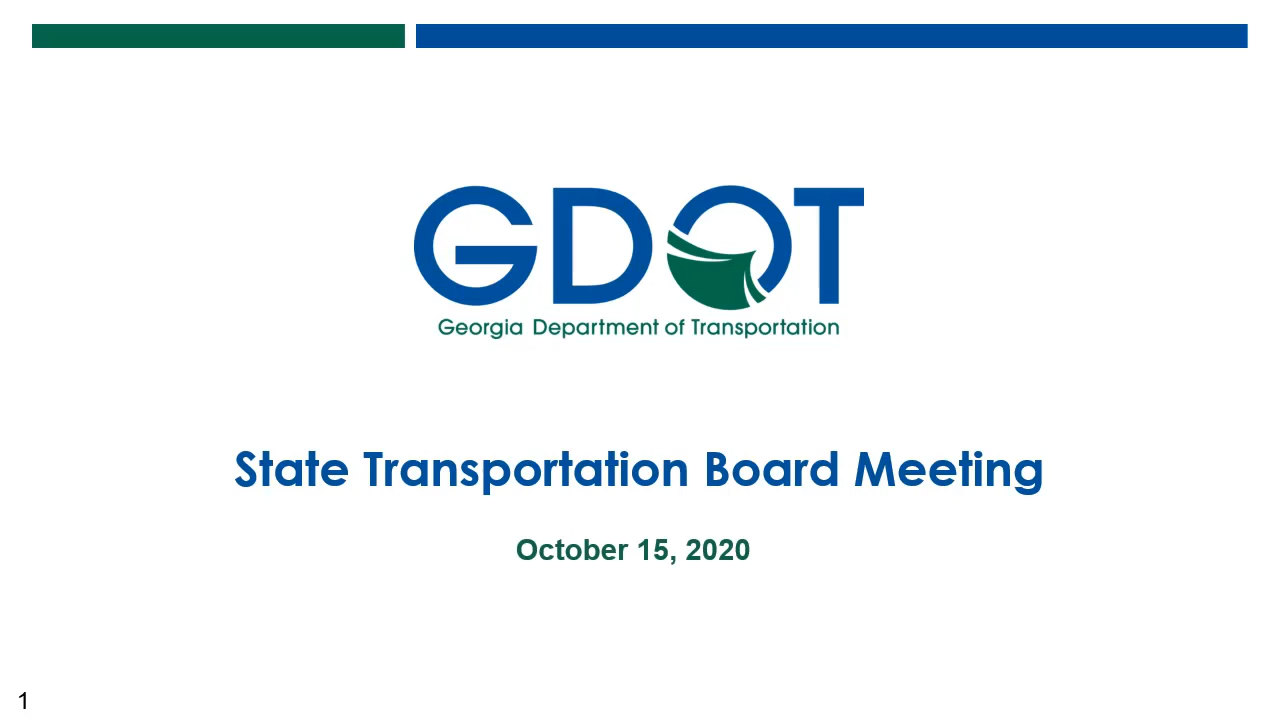 GDOT
Georgia Department of Transportation
State Transportation Board Meeting
October 15, 2020
1